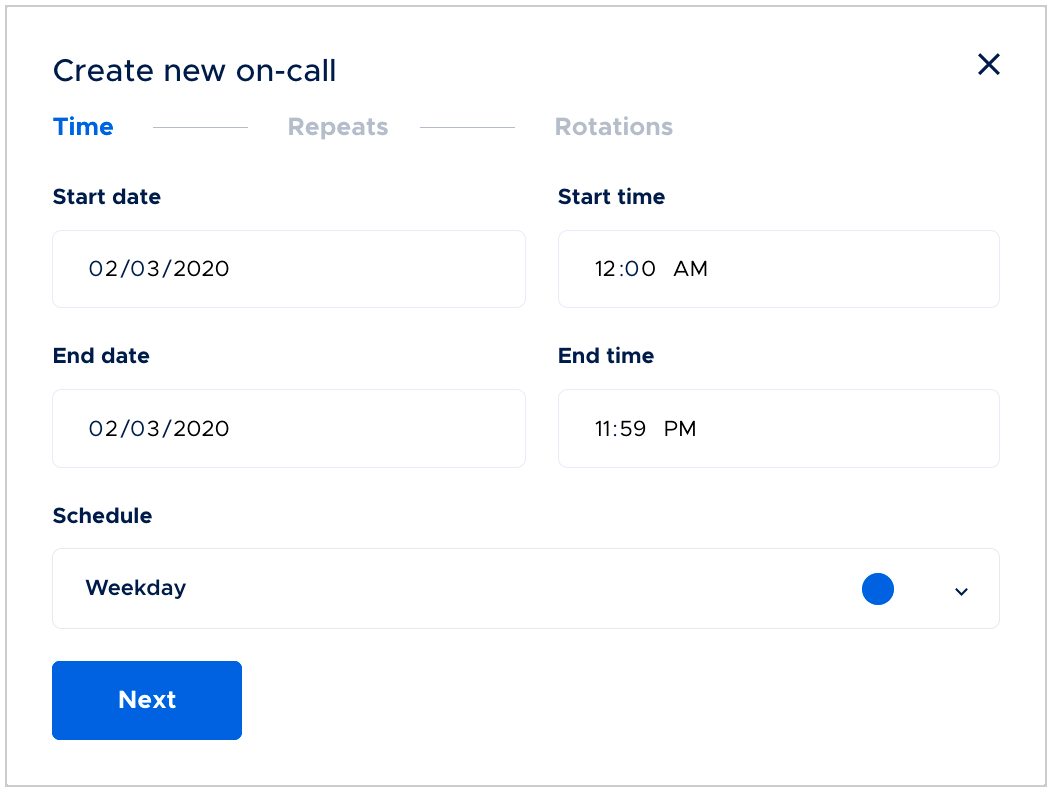 Create new on-call
Time Repeats Rotations
Start date Start time
02/03/2020 12:00 AM
End date End time
02/03/2020 11:59 PM
Schedule
Weekday
Next